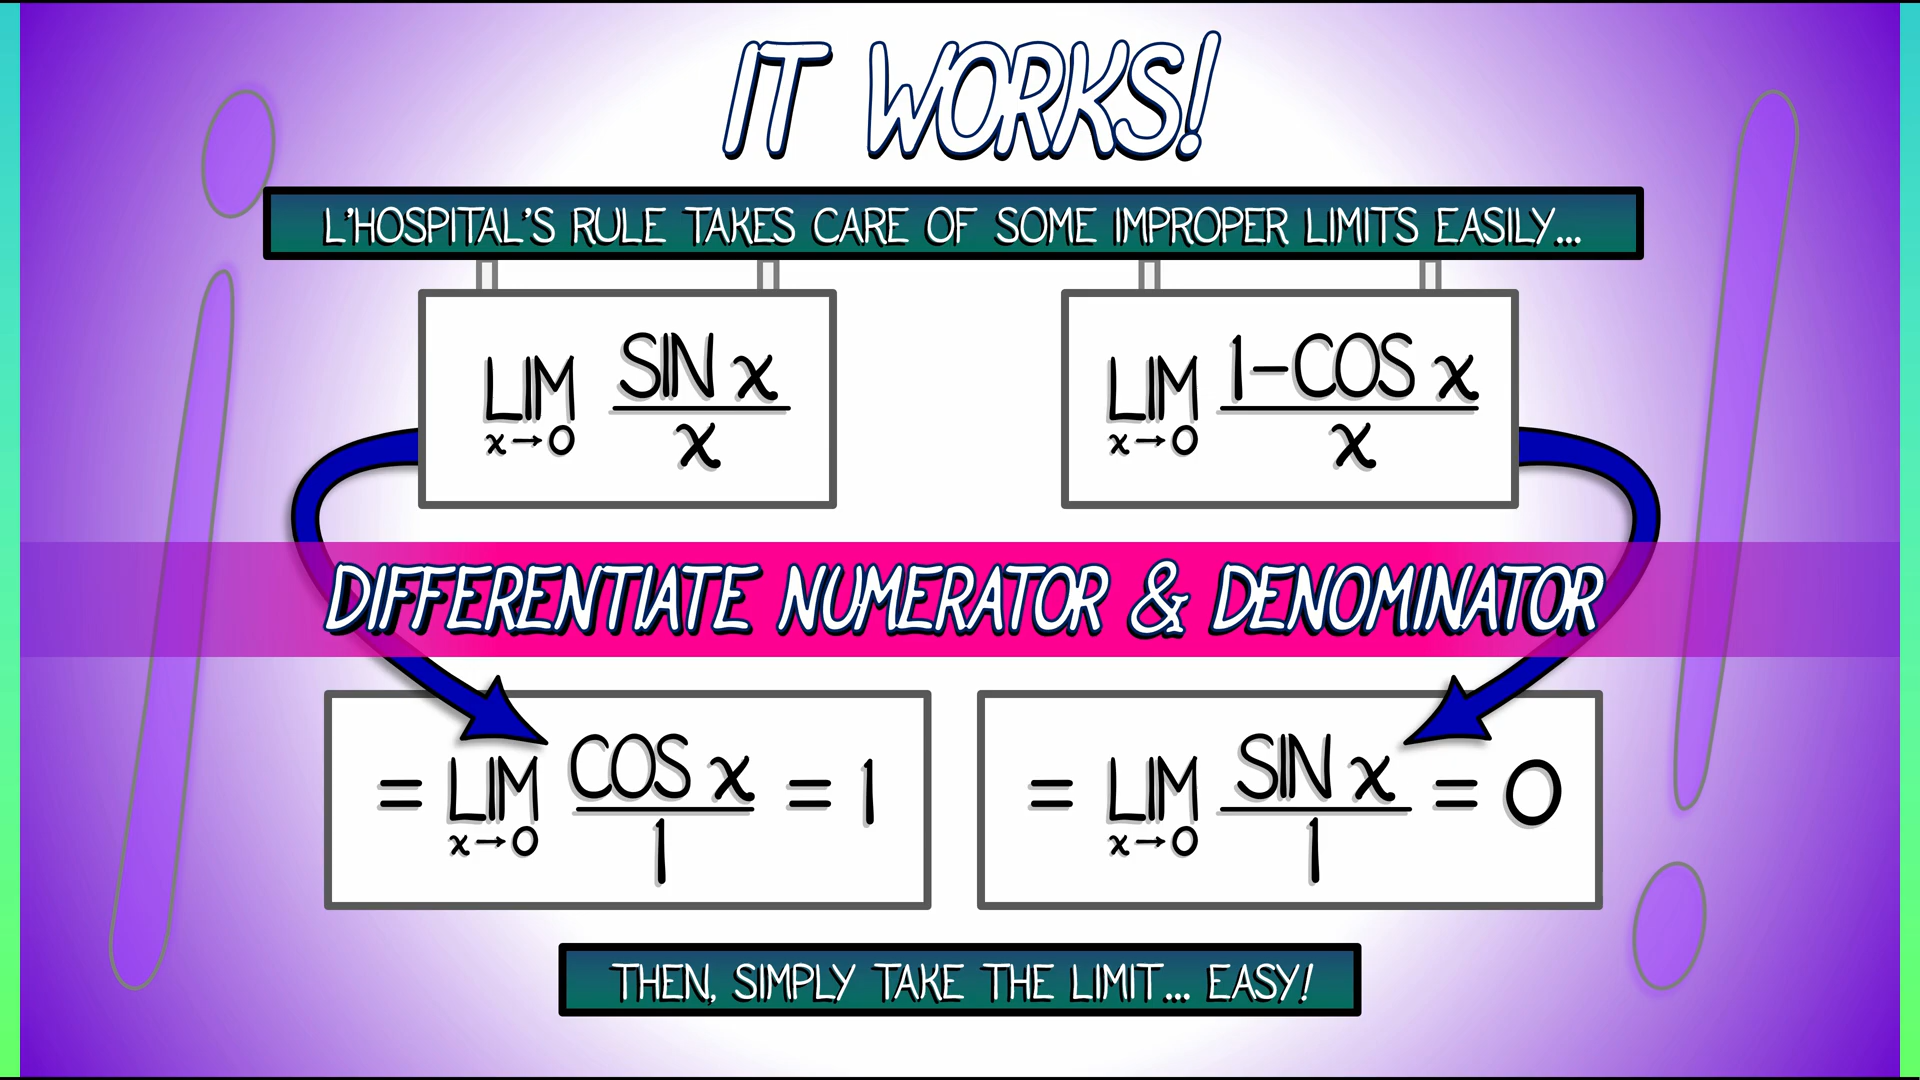 IT WORKS!
L'HOSPITAL'S RULE TAKES CARE OF SOME IMPROPER LIMITS EASILY...
LIM x→0 SIN x / x
LIM x→0 1-COS x / x
DIFFERENTIATE NUMERATOR & DENOMINATOR
= LIM x→0 COS x / 1 = 1
= LIM x→0 SIN x / 1 = 0
THEN, SIMPLY TAKE THE LIMIT... EASY!